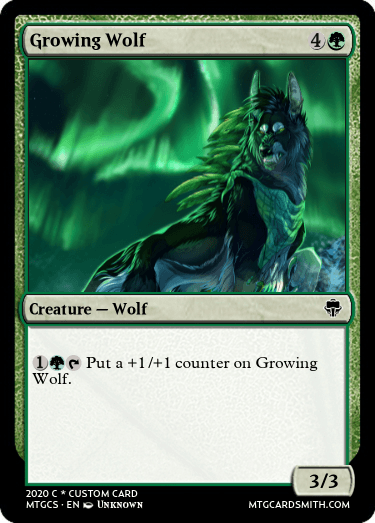 Growing Wolf 4
Creature — Wolf
1 Put a +1/+1 counter on Growing
Wolf.
3/3
2020 C * CUSTOM CARD
MTGCS · EN UNKNOWN
MTGCARDSMITH.COM